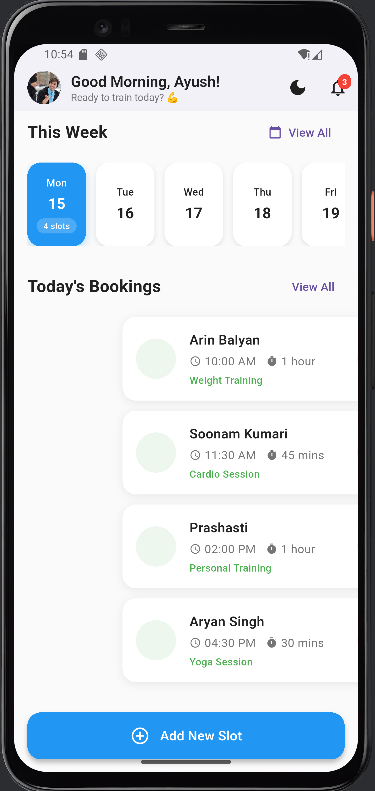 10:54
Good Morning, Ayush!
Ready to train today? 💪
3
This Week
View All
Mon
15
4 slots
Tue
16
Wed
17
Thu
18
Fri
19
Today's Bookings
View All
Arin Balyan
10:00 AM 1 hour
Weight Training
Soonam Kumari
11:30 AM 45 mins
Cardio Session
Prashasti
02:00 PM 1 hour
Personal Training
Aryan Singh
04:30 PM 30 mins
Yoga Session
Add New Slot